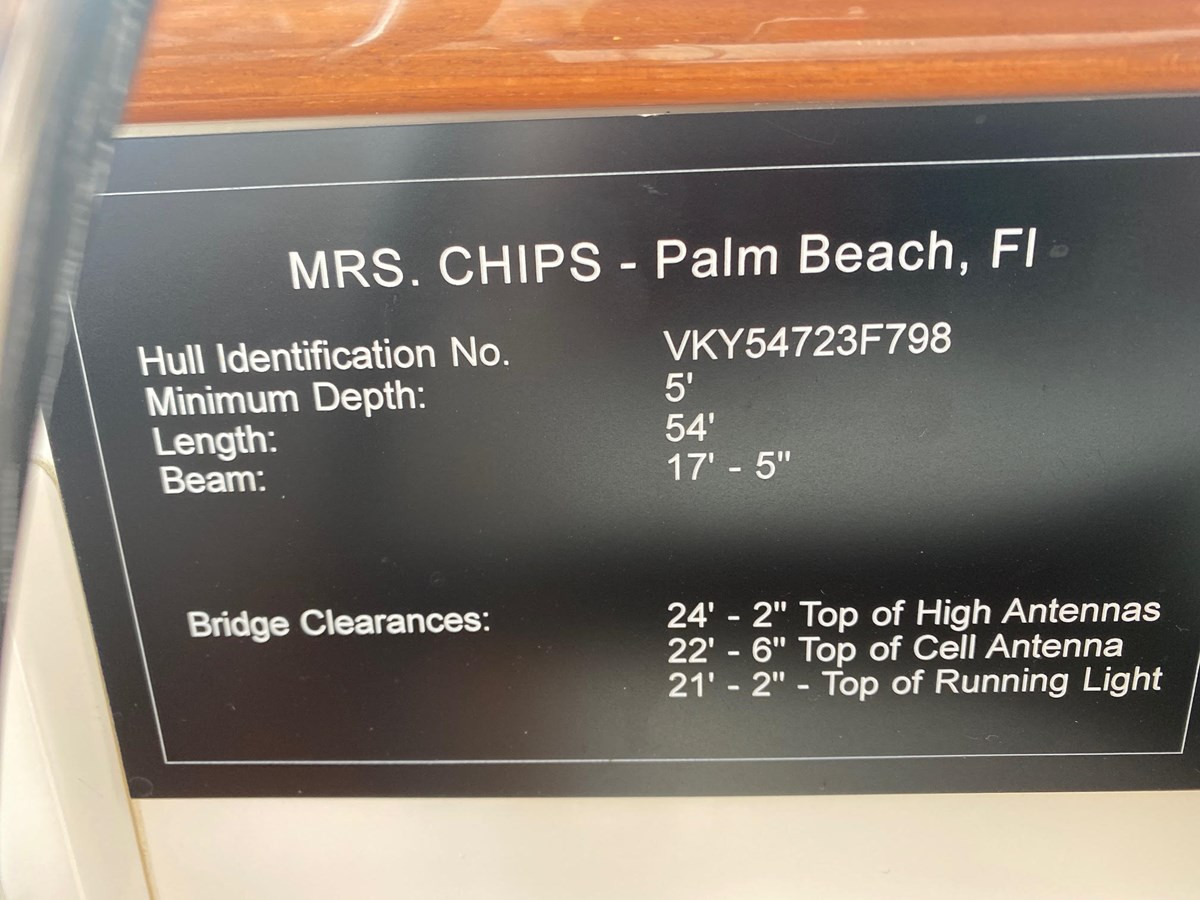 MRS. CHIPS - Palm Beach, Fl
Hull Identification No. VKY54723F798
Minimum Depth: 5'
Length: 54'
Beam: 17' - 5"
Bridge Clearances: 24' - 2" Top of High Antennas
22' - 6" Top of Cell Antenna
21' - 2" - Top of Running Light